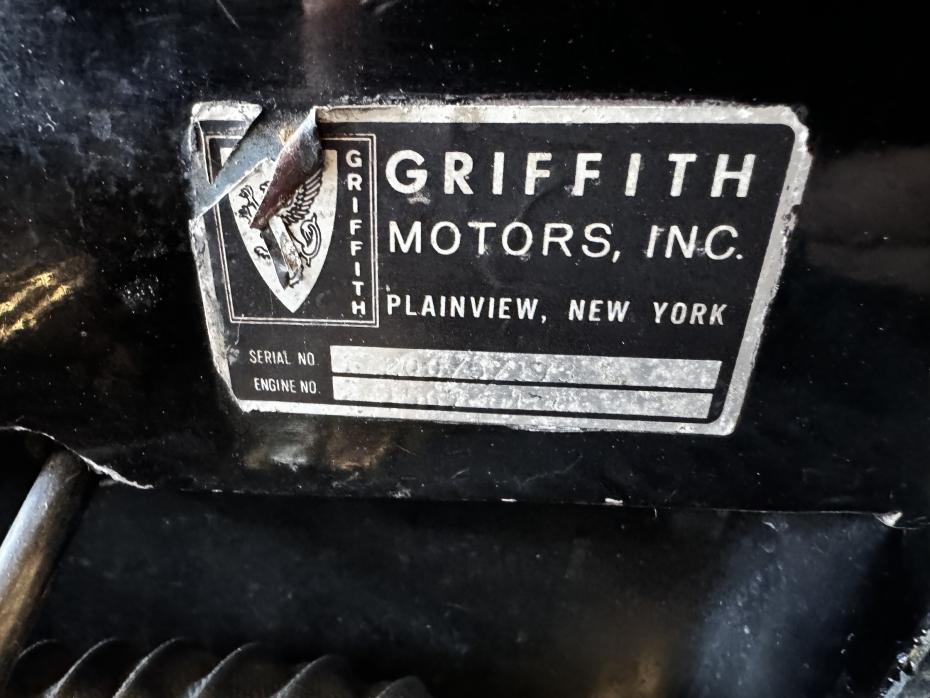 GRIFFITH
GRIFFITH
MOTORS, INC.
PLAINVIEW, NEW YORK
SERIAL NO.
ENGINE NO.